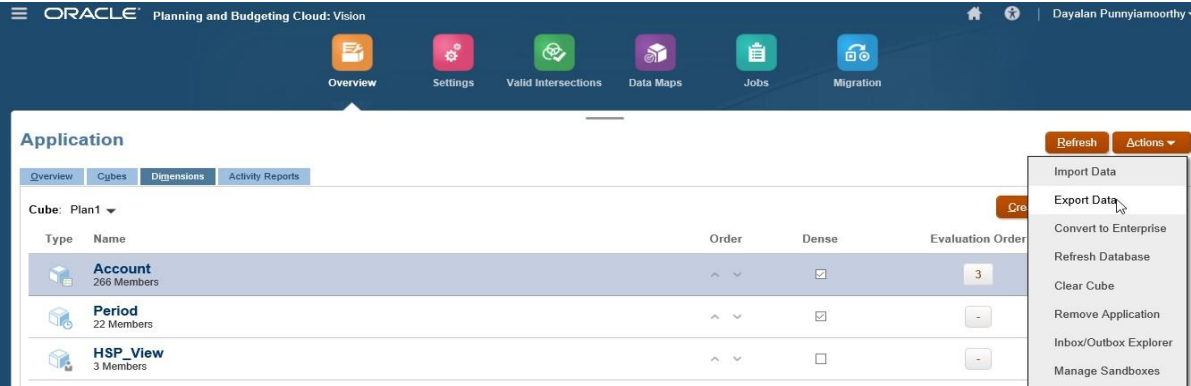 ORACLE Planning and Budgeting Cloud: Vision Dayalan Punnyiamoorthy
Overview Settings Valid Intersections Data Maps Jobs Migration
Application
Refresh Actions
Overview Cubes Dimensions Activity Reports
Import Data
Export Data
Convert to Enterprise
Refresh Database
Clear Cube
Remove Application
Inbox/Outbox Explorer
Manage Sandboxes
Cube: Plan1
Type Name Order Dense Evaluation Order
Account 3
266 Members
Period -
22 Members
HSP_View -
3 Members